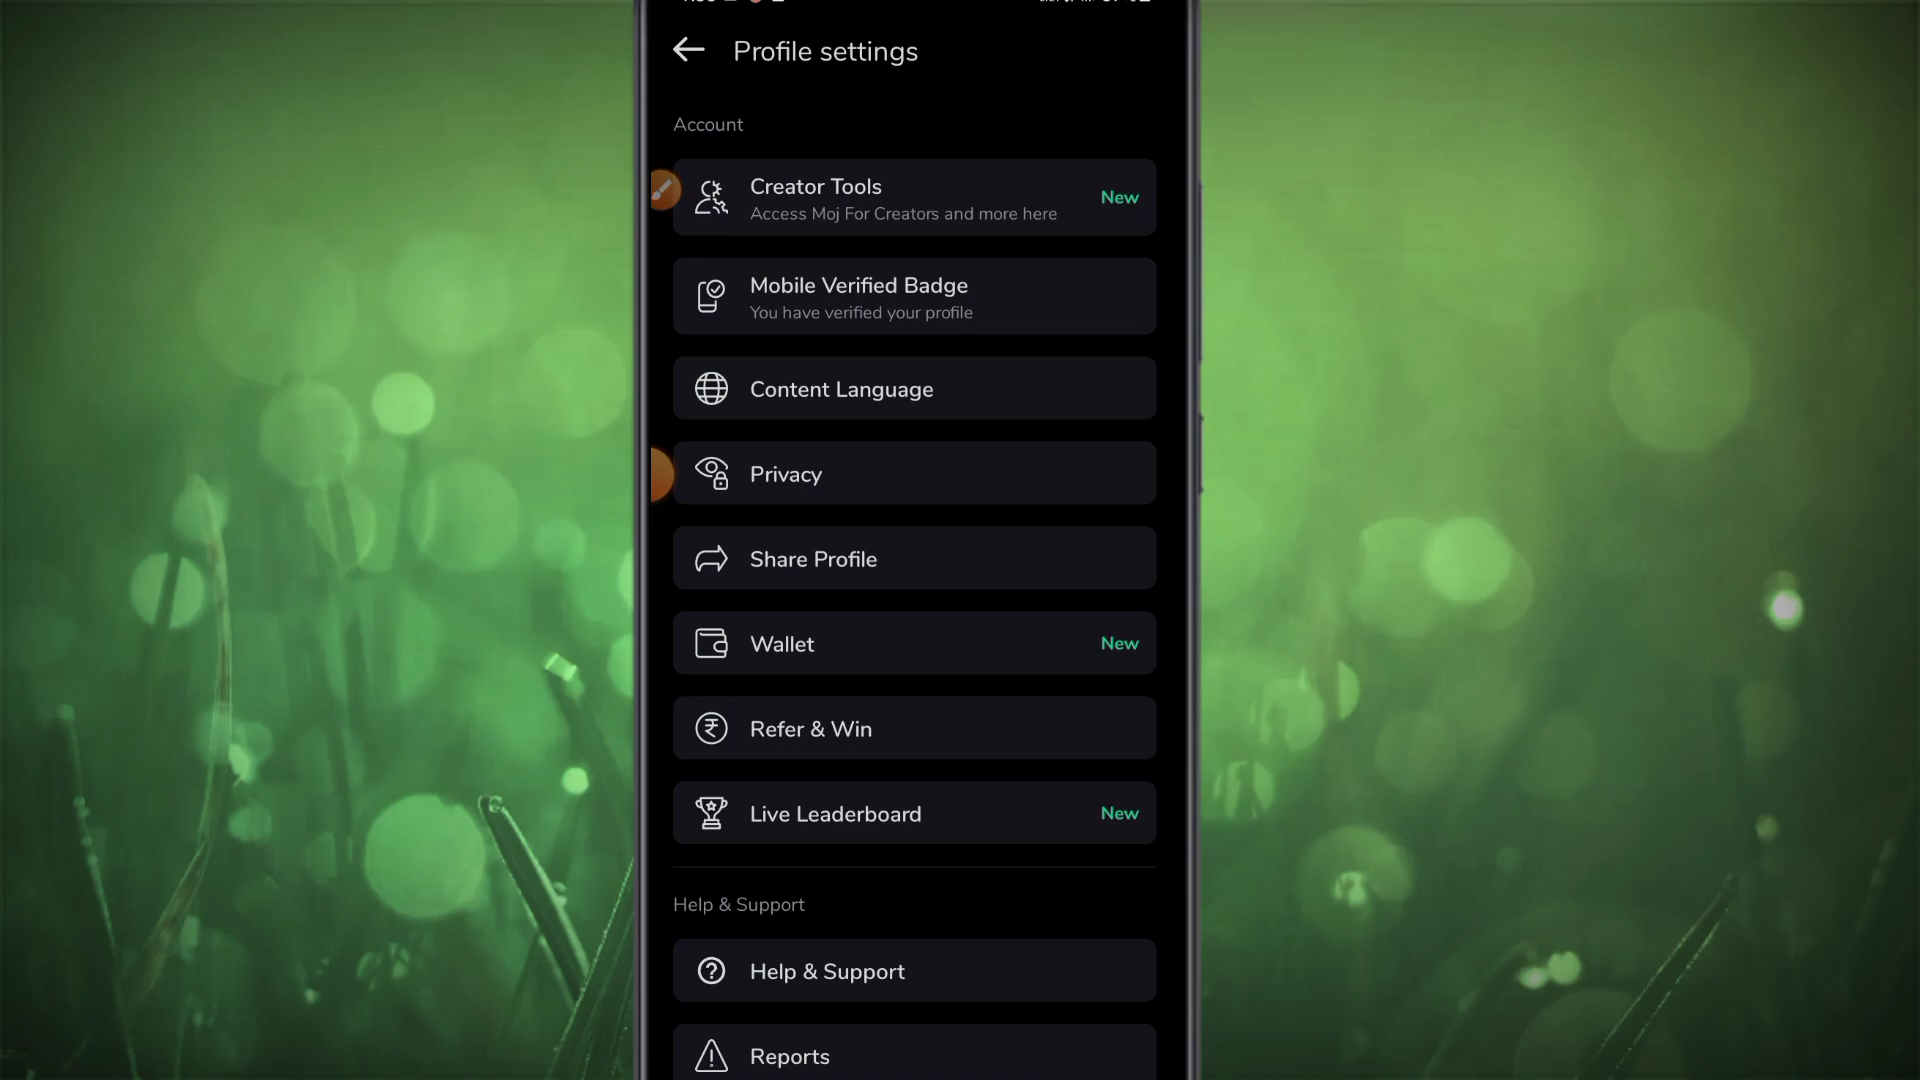 Profile settings
Account
Creator Tools
New
Access Moj For Creators and more here
Mobile Verified Badge
You have verified your profile
Content Language
Privacy
Share Profile
Wallet
New
Refer & Win
Live Leaderboard
New
Help & Support
Help & Support
Reports